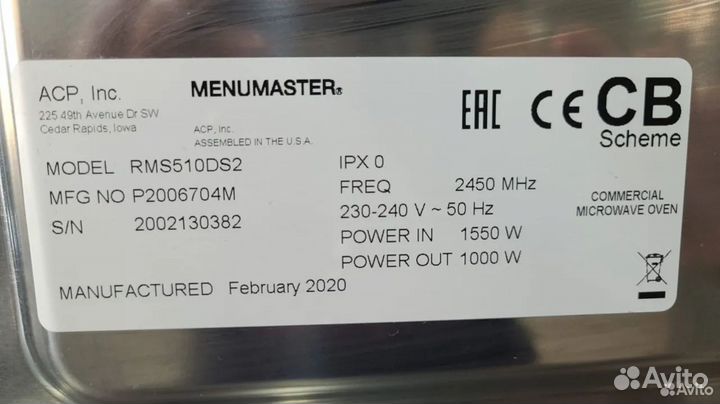 ACP, Inc.
225 49th Avenue Dr SW
Cedar Rapids, Iowa
MENUMASTER®
ACP, Inc.
ASSEMBLED IN THE U.S.A.
EAC CE CB
Scheme
MODEL RMS510DS2
MFG NO P2006704M
S/N 2002130382
MANUFACTURED February 2020
IPX 0
FREQ 2450 MHz
230-240 V ~ 50 Hz
POWER IN 1550 W
POWER OUT 1000 W
COMMERCIAL
MICROWAVE OVEN
Avito
Avito